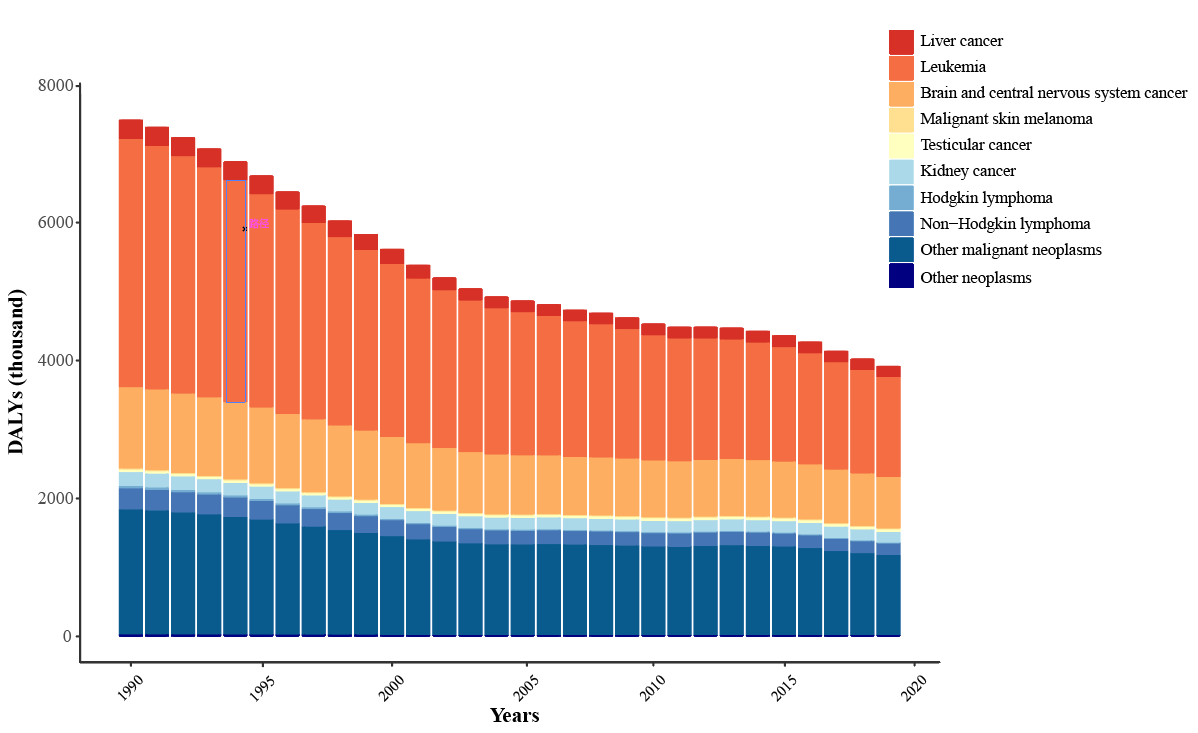 Liver cancer
Leukemia
Brain and central nervous system cancer
Malignant skin melanoma
Testicular cancer
Kidney cancer
Hodgkin lymphoma
Non−Hodgkin lymphoma
Other malignant neoplasms
Other neoplasms
DALYs (thousand)
8000
6000
4000
2000
0
1990
1995
2000
2005
2010
2015
2020
Years